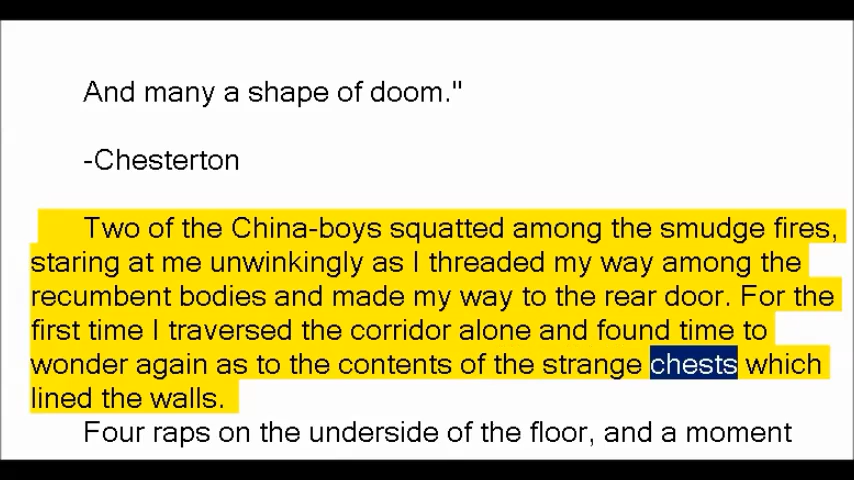 And many a shape of doom."
-Chesterton
Two of the China-boys squatted among the smudge fires,
staring at me unwinkingly as I threaded my way among the
recumbent bodies and made my way to the rear door. For the
first time I traversed the corridor alone and found time to
wonder again as to the contents of the strange chests which
lined the walls.
Four raps on the underside of the floor, and a moment